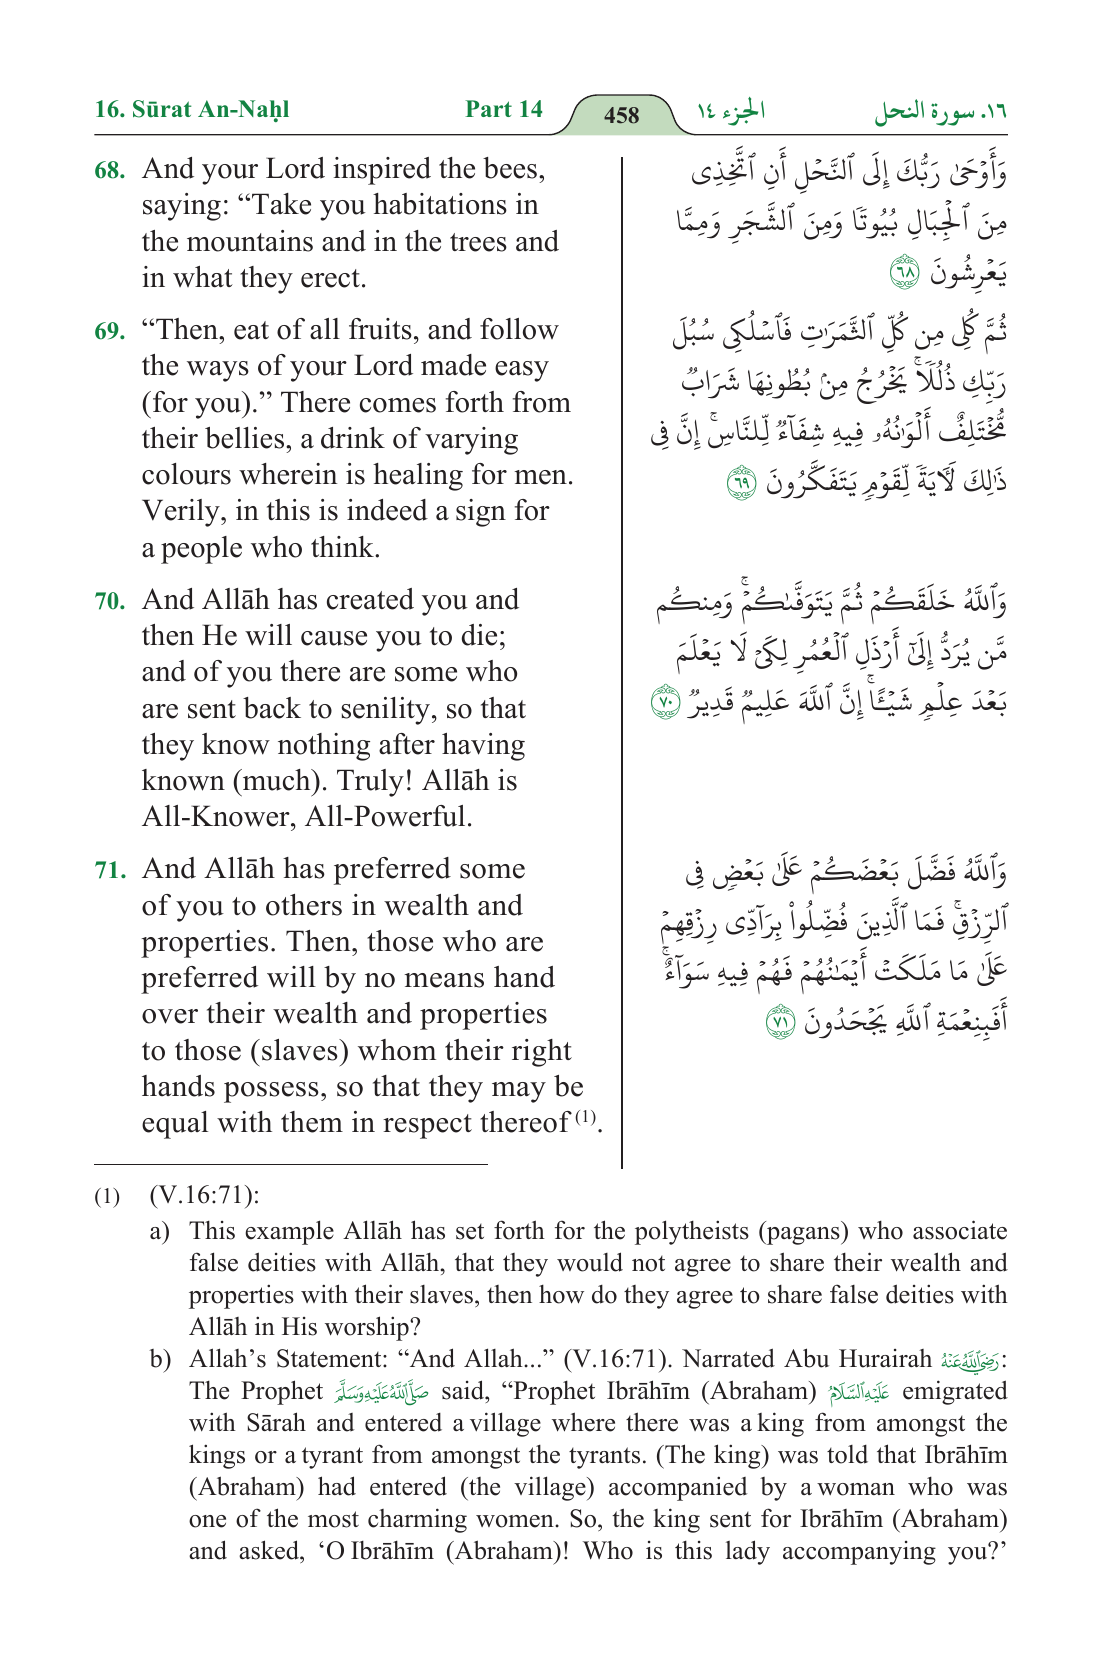 16. Sūrat An-Naḥl Part 14 458 الجزء ١٤ ١٦. سورة النحل
68. And your Lord inspired the bees,
saying: “Take you habitations in
the mountains and in the trees and
in what they erect.
69. “Then, eat of all fruits, and follow
the ways of your Lord made easy
(for you).” There comes forth from
their bellies, a drink of varying
colours wherein is healing for men.
Verily, in this is indeed a sign for
a people who think.
70. And Allāh has created you and
then He will cause you to die;
and of you there are some who
are sent back to senility, so that
they know nothing after having
known (much). Truly! Allāh is
All-Knower, All-Powerful.
71. And Allāh has preferred some
of you to others in wealth and
properties. Then, those who are
preferred will by no means hand
over their wealth and properties
to those (slaves) whom their right
hands possess, so that they may be
equal with them in respect thereof (1).
وَأَوْحَىٰ رَبُّكَ إِلَى ٱلنَّحْلِ أَنِ ٱتَّخِذِى
مِنَ ٱلْجِبَالِ بُيُوتًا وَمِنَ ٱلشَّجَرِ وَمِمَّا
يَعْرِشُونَ ٦٨
ثُمَّ كُلِى مِن كُلِّ ٱلثَّمَرَٰتِ فَٱسْلُكِى سُبُلَ
رَبِّكِ ذُلُلًا ۚ يَخْرُجُ مِنۢ بُطُونِهَا شَرَابٌ
مُّخْتَلِفٌ أَلْوَٰنُهُۥ فِيهِ شِفَآءٌ لِّلنَّاسِ ۗ إِنَّ فِى
ذَٰلِكَ لَـَٔايَةً لِّقَوْمٍ يَتَفَكَّرُونَ ٦٩
وَٱللَّهُ خَلَقَكُمْ ثُمَّ يَتَوَفَّىٰكُمْ ۚ وَمِنكُم
مَّن يُرَدُّ إِلَىٰٓ أَرْذَلِ ٱلْعُمُرِ لِكَىْ لَا يَعْلَمَ
بَعْدَ عِلْمٍ شَيْـًٔا ۚ إِنَّ ٱللَّهَ عَلِيمٌ قَدِيرٌ ٧٠
وَٱللَّهُ فَضَّلَ بَعْضَكُمْ عَلَىٰ بَعْضٍ فِى
ٱلرِّزْقِ ۚ فَمَا ٱلَّذِينَ فُضِّلُوا۟ بِرَآدِّى رِزْقِهِمْ
عَلَىٰ مَا مَلَكَتْ أَيْمَٰنُهُمْ فَهُمْ فِيهِ سَوَآءٌ ۚ
أَفَبِنِعْمَةِ ٱللَّهِ يَجْحَدُونَ ٧١
(1) (V.16:71):
a) This example Allāh has set forth for the polytheists (pagans) who associate
false deities with Allāh, that they would not agree to share their wealth and
properties with their slaves, then how do they agree to share false deities with
Allāh in His worship?
b) Allah’s Statement: “And Allah...” (V.16:71). Narrated Abu Hurairah رَضِيَ اللَّهُ عَنْهُ:
The Prophet صَلَّى اللَّهُ عَلَيْهِ وَسَلَّمَ said, “Prophet Ibrāhīm (Abraham) عَلَيْهِ السَّلَامُ emigrated
with Sārah and entered a village where there was a king from amongst the
kings or a tyrant from amongst the tyrants. (The king) was told that Ibrāhīm
(Abraham) had entered (the village) accompanied by a woman who was
one of the most charming women. So, the king sent for Ibrāhīm (Abraham)
and asked, ‘O Ibrāhīm (Abraham)! Who is this lady accompanying you?’